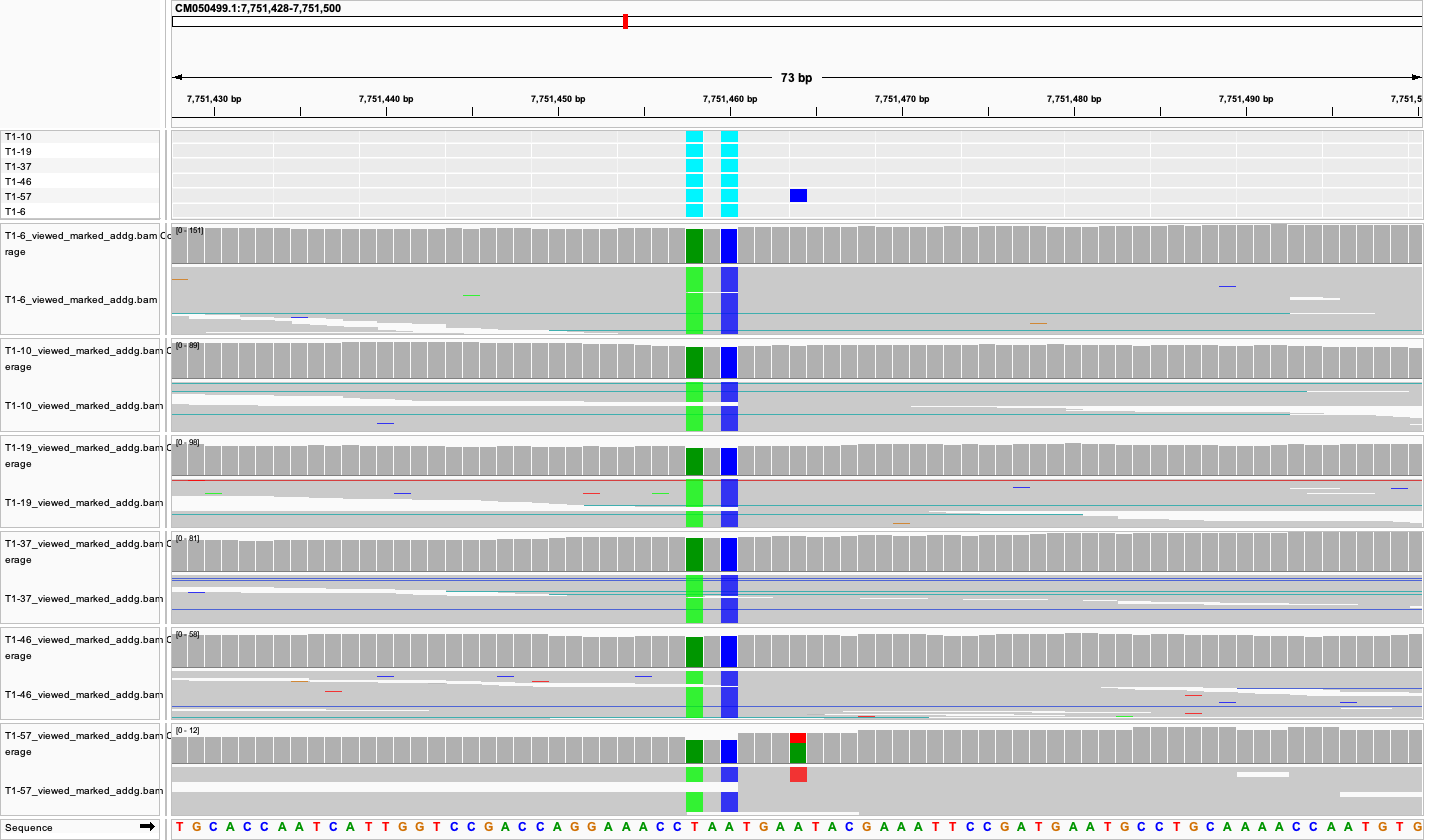 CM050499.1:7,751,428-7,751,500
73 bp
7,751,430 bp 7,751,440 bp 7,751,450 bp 7,751,460 bp 7,751,470 bp 7,751,480 bp 7,751,490 bp 7,751,5
T1-10
T1-19
T1-37
T1-46
T1-57
T1-6
T1-6_viewed_marked_addg.bam Co [0 - 151]
rage
T1-6_viewed_marked_addg.bam
T1-10_viewed_marked_addg.bam C [0 - 89]
erage
T1-10_viewed_marked_addg.bam
T1-19_viewed_marked_addg.bam C [0 - 98]
erage
T1-19_viewed_marked_addg.bam
T1-37_viewed_marked_addg.bam C [0 - 81]
erage
T1-37_viewed_marked_addg.bam
T1-46_viewed_marked_addg.bam C [0 - 58]
erage
T1-46_viewed_marked_addg.bam
T1-57_viewed_marked_addg.bam C [0 - 12]
erage
T1-57_viewed_marked_addg.bam
Sequence T G C A C C A A T C A T T G G T C C G A C C A G G A A A C C T A A T G A A T A C G A A A T T C C G A T G A A T G C C T G C A A A A C C A A T G T G